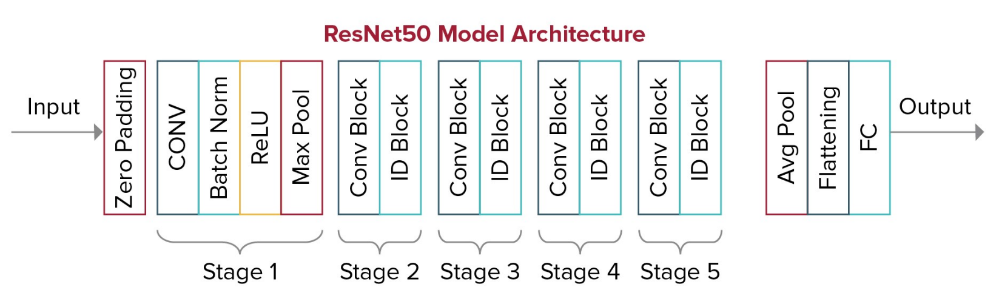 ResNet50 Model Architecture
Input
Zero Padding
CONV
Batch Norm
ReLU
Max Pool
Conv Block
ID Block
Conv Block
ID Block
Conv Block
ID Block
Conv Block
ID Block
Avg Pool
Flattening
FC
Output
Stage 1
Stage 2
Stage 3
Stage 4
Stage 5